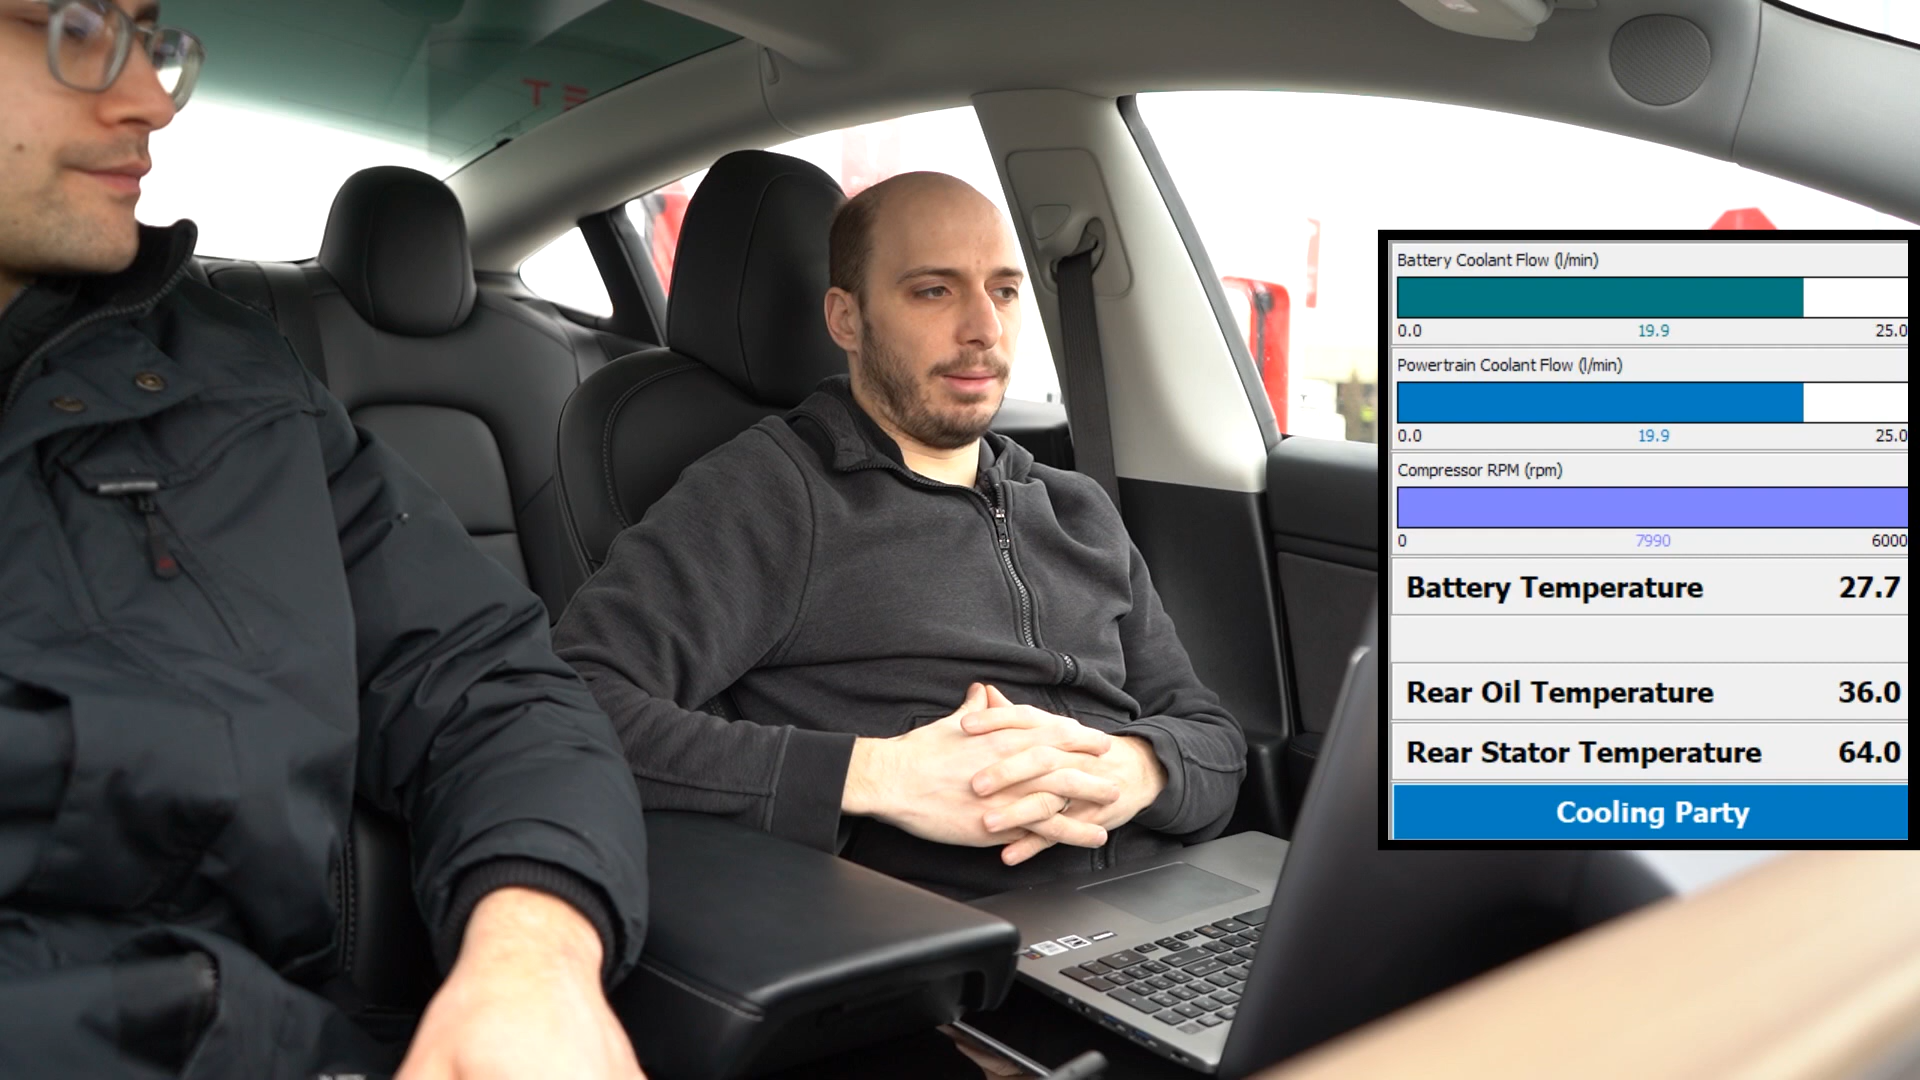 TE
Battery Coolant Flow (l/min)
0.0 19.9 25.0
Powertrain Coolant Flow (l/min)
0.0 19.9 25.0
Compressor RPM (rpm)
0 7990 6000
Battery Temperature 27.7
Rear Oil Temperature 36.0
Rear Stator Temperature 64.0
Cooling Party